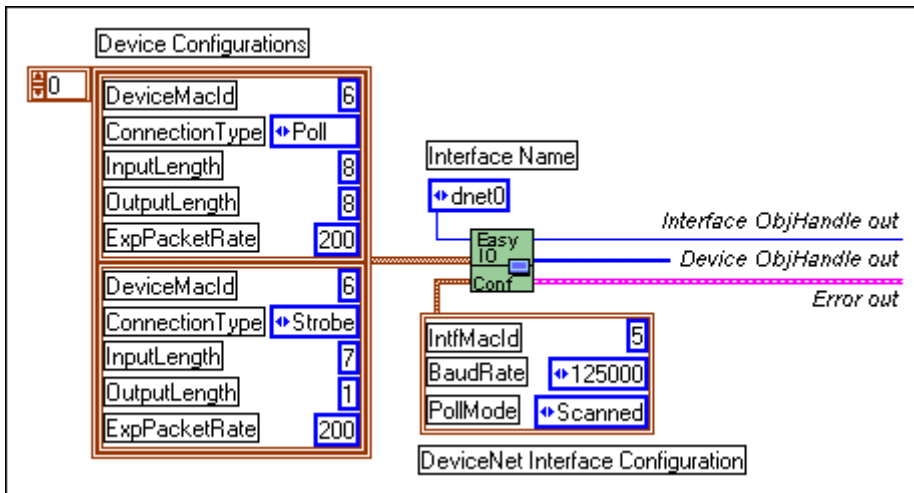 Device Configurations
0
DeviceMacId 6
ConnectionType Poll
InputLength 8
OutputLength 8
ExpPacketRate 200
DeviceMacId 6
ConnectionType Strobe
InputLength 7
OutputLength 1
ExpPacketRate 200
Interface Name
dnet0
Easy
IO
Conf
Interface ObjHandle out
Device ObjHandle out
Error out
IntfMacId 5
BaudRate 125000
PollMode Scanned
DeviceNet Interface Configuration